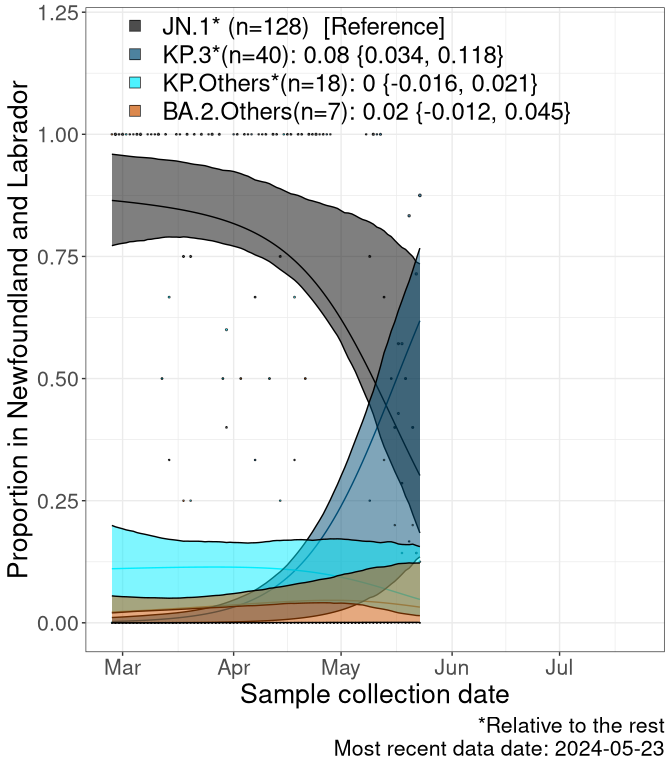 1.25
JN.1* (n=128)  [Reference]
KP.3*(n=40): 0.08 {0.034, 0.118}
KP.Others*(n=18): 0 {-0.016, 0.021}
BA.2.Others(n=7): 0.02 {-0.012, 0.045}
1.00
0.75
0.50
0.25
0.00
Proportion in Newfoundland and Labrador
Mar Apr May Jun Jul
Sample collection date
*Relative to the rest
Most recent data date: 2024-05-23